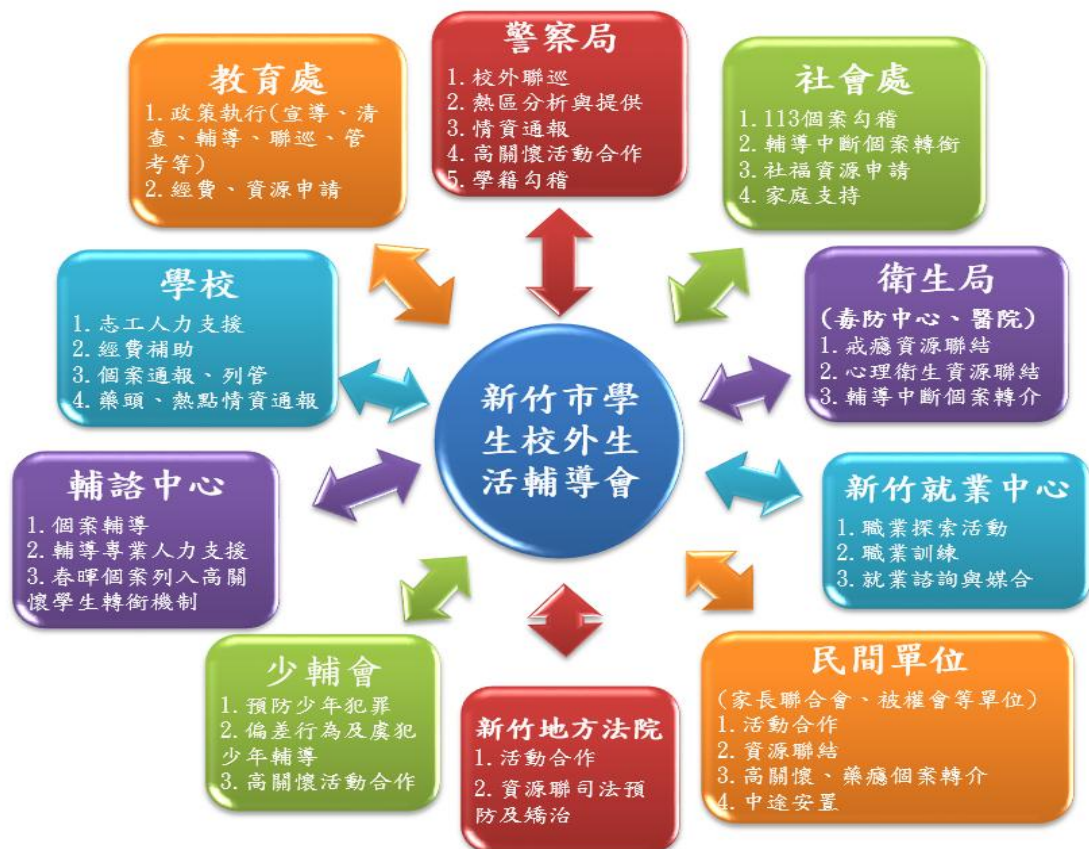 警察局
1. 校外聯巡
2. 熱區分析與提供
3. 情資通報
4. 高關懷活動合作
5. 學籍勾稽
教育處
1. 政策執行(宣導、清
查、輔導、聯巡、管
考等)
2. 經費、資源申請
社會處
1. 113個案勾稽
2. 輔導中斷個案轉銜
3. 社福資源申請
4. 家庭支持
學校
1. 志工人力支援
2. 經費補助
3. 個案通報、列管
4. 藥頭、熱點情資通報
衛生局
(毒防中心、醫院)
1. 戒癮資源聯結
2. 心理衛生資源聯結
3. 輔導中斷個案轉介
新竹市學
生校外生
活輔導會
輔諮中心
1. 個案輔導
2. 輔導專業人力支援
3. 春暉個案列入高關
懷學生轉銜機制
新竹就業中心
1. 職業探索活動
2. 職業訓練
3. 就業諮詢與媒合
少輔會
1. 預防少年犯罪
2. 偏差行為及虞犯
少年輔導
3. 高關懷活動合作
新竹地方法院
1. 活動合作
2. 資源聯司法預
防及矯治
民間單位
(家長聯合會、被權會等單位)
1. 活動合作
2. 資源聯結
3. 高關懷、藥癮個案轉介
4. 中途安置